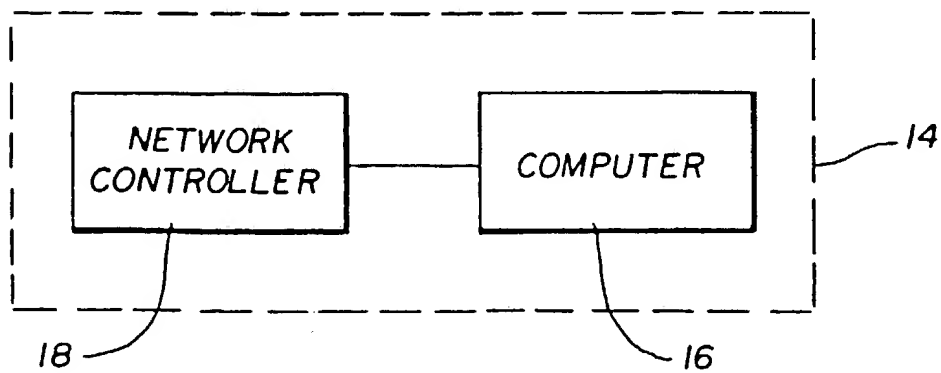 NETWORK
CONTROLLER
COMPUTER
14
18
16